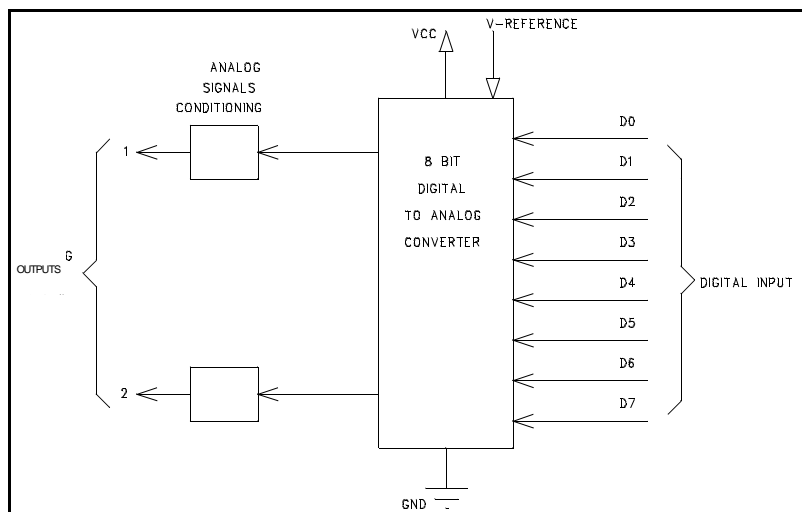 V-REFERENCE
VCC
ANALOG
SIGNALS
CONDITIONING
1
8 BIT
DIGITAL
TO ANALOG
CONVERTER
D0
D1
D2
D3
D4
D5
D6
D7
G
OUTPUTS
DIGITAL INPUT
2
GND